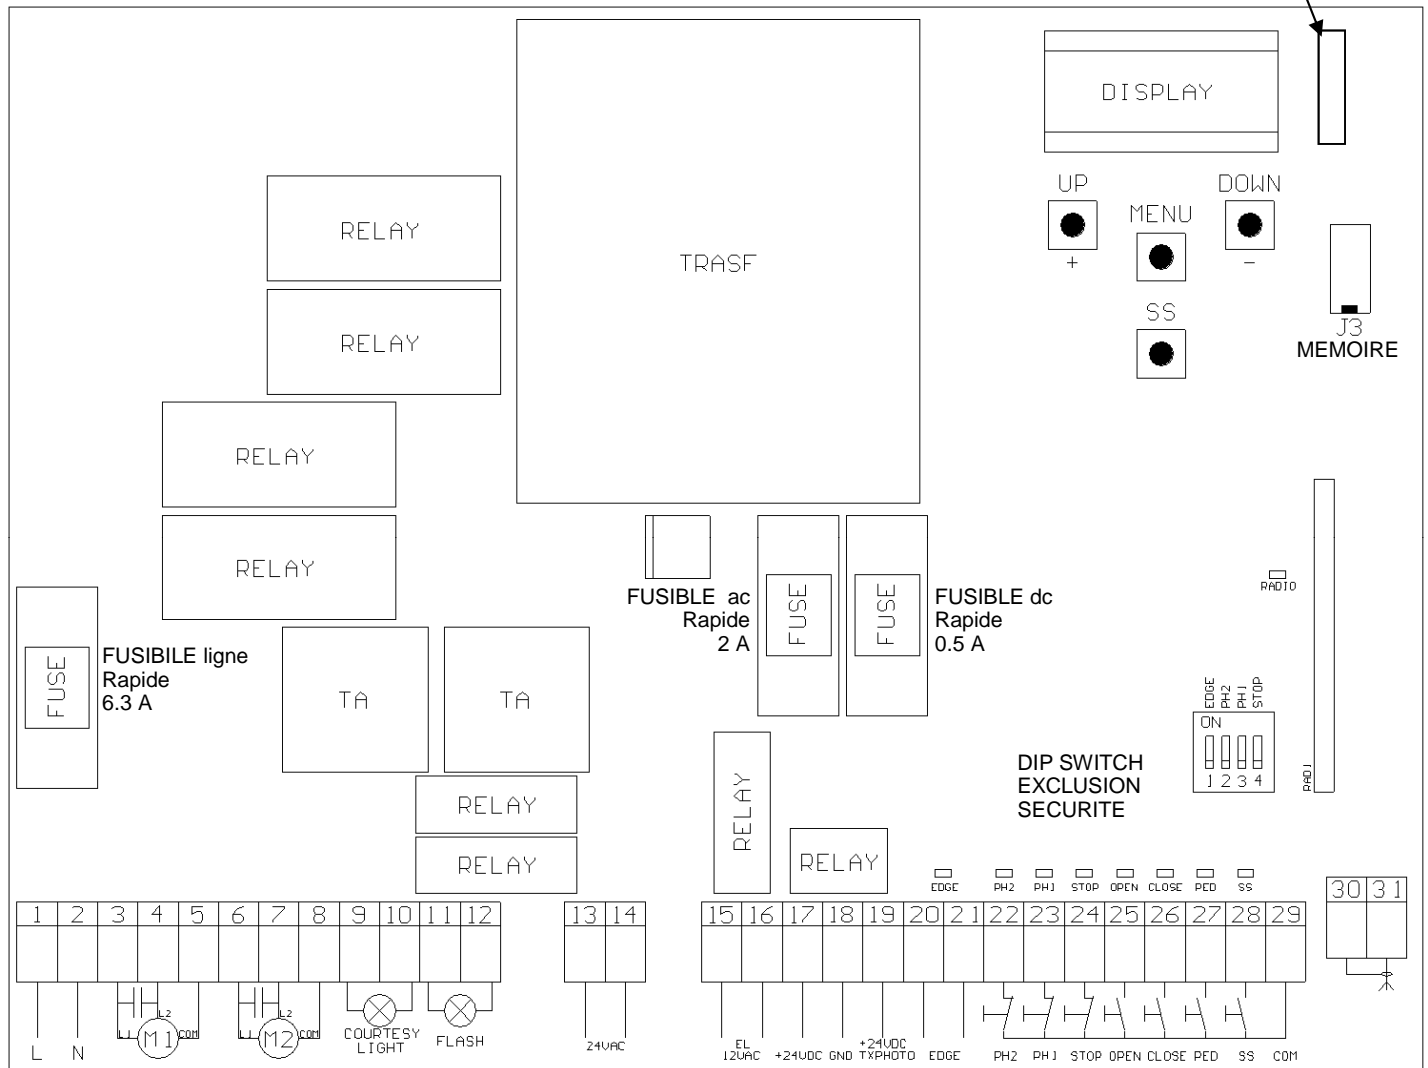 DISPLAY
UP
DOWN
MENU
+
-
SS
J3
MEMOIRE
TRASF
RELAY
RELAY
RELAY
RELAY
FUSE
FUSIBILE ligne
Rapide
6.3 A
TA
TA
FUSIBLE ac
Rapide
2 A
FUSE
FUSE
FUSIBLE dc
Rapide
0.5 A
RADIO
EDGE
PH2
PH1
STOP
ON
1 2 3 4
RAD1
DIP SWITCH
EXCLUSION
SECURITE
RELAY
RELAY
RELAY
RELAY
EDGE PH2 PH1 STOP OPEN CLOSE PED SS
1 2 3 4 5 6 7 8 9 10 11 12
13 14
15 16 17 18 19 20 21 22 23 24 25 26 27 28 29
30 31
L N
L1 M1 L2 COM
L1 M2 L2 COM
COURTESY
LIGHT
FLASH
24VAC
EL
12VAC
+24VDC
GND
+24VDC
TXPHOTO
EDGE
PH2 PH1 STOP OPEN CLOSE PED SS COM